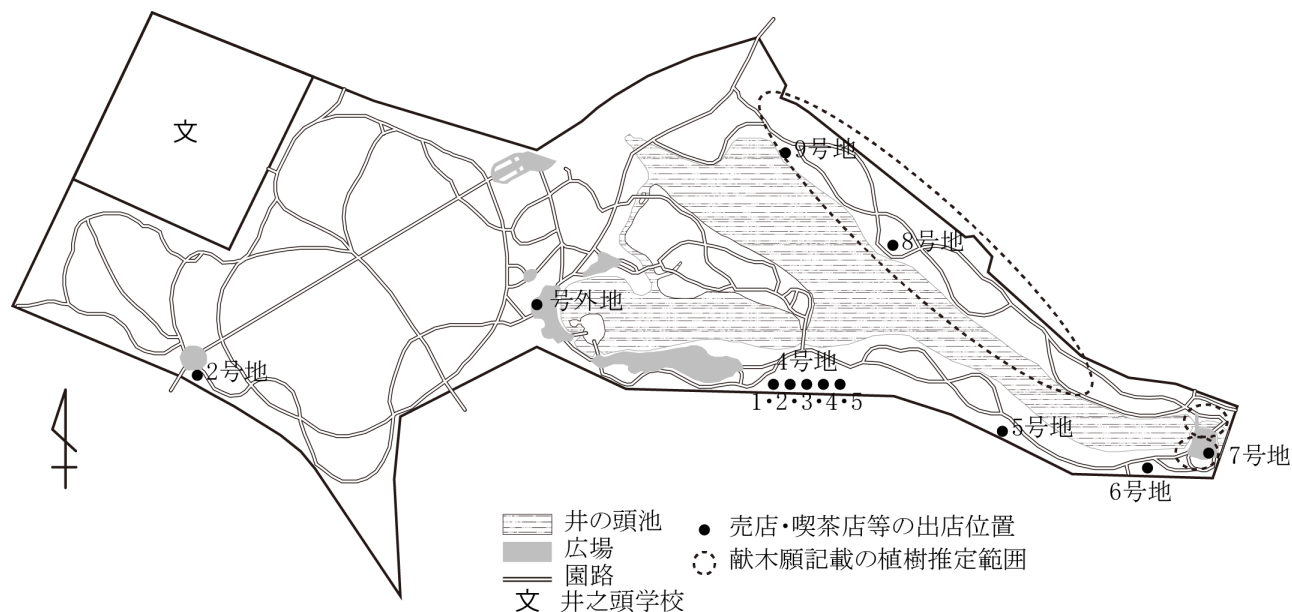 文
9号地
8号地
号外地
2号地
4号地
1・2・3・4・5
5号地
7号地
6号地
井の頭池
広場
園路
文 井之頭学校
売店・喫茶店等の出店位置
献木願記載の植樹推定範囲